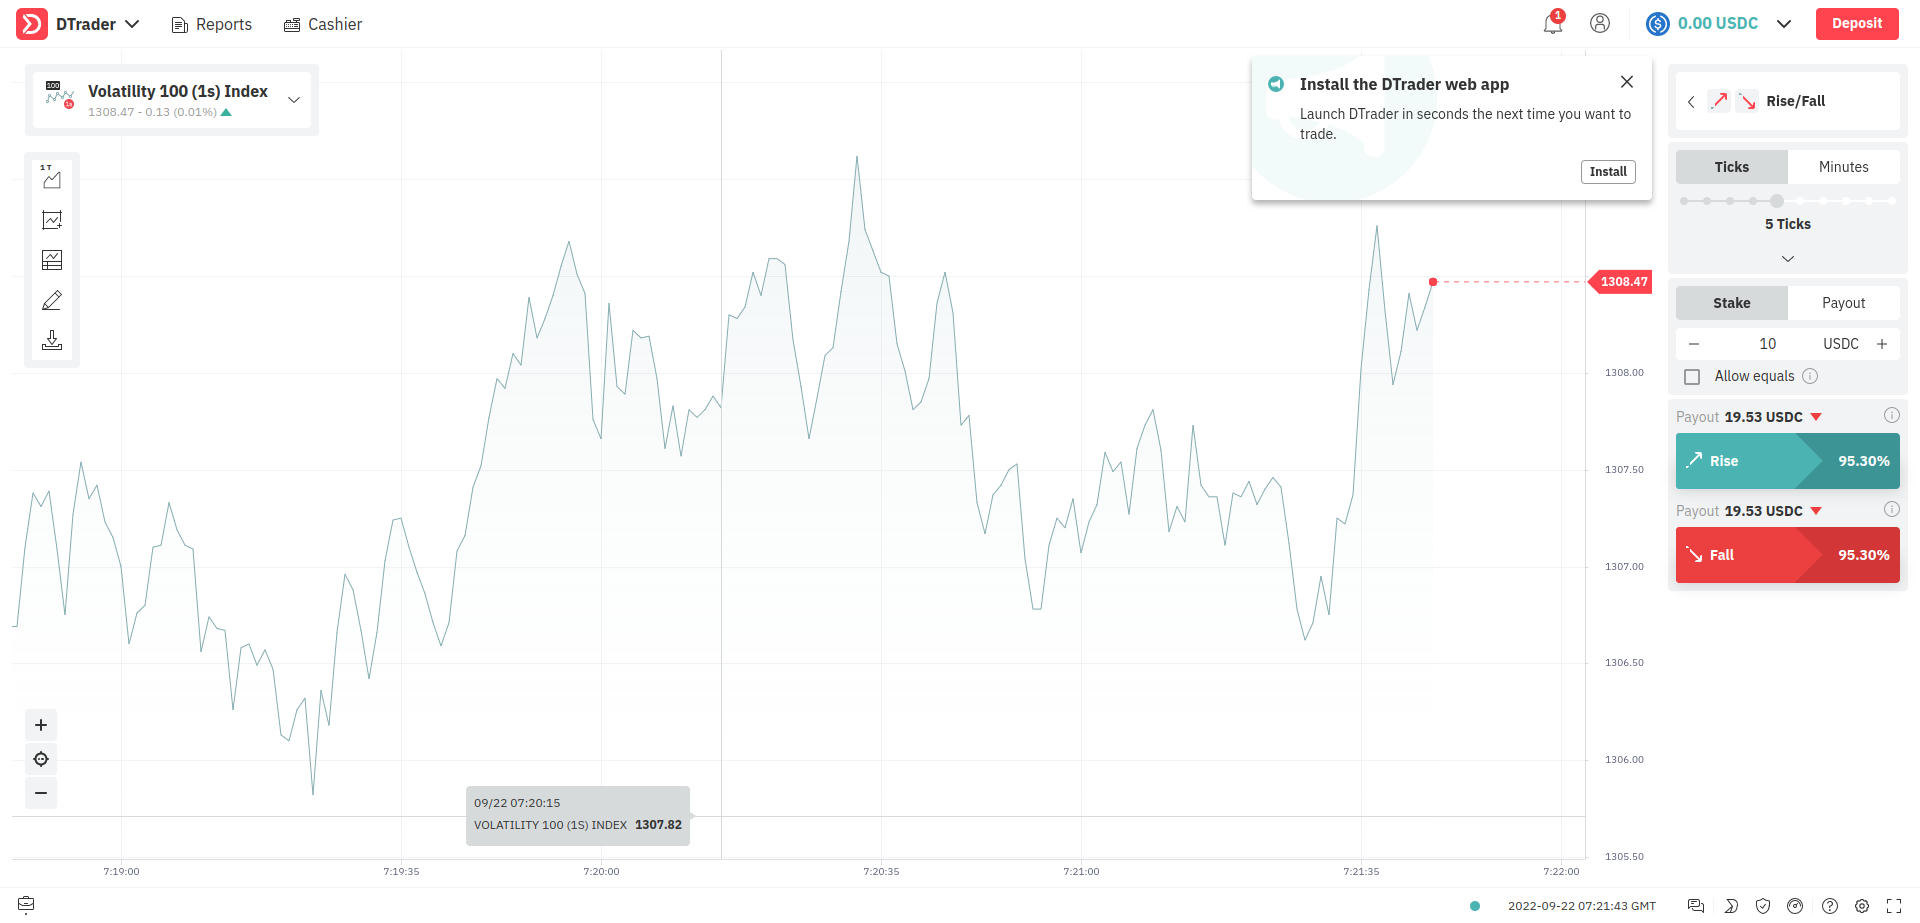 DTrader
Reports
Cashier
1
0.00 USDC
Deposit
100
1s
Volatility 100 (1s) Index
1308.47 - 0.13 (0.01%)
Install the DTrader web app
Launch DTrader in seconds the next time you want to
trade.
Install
Rise/Fall
1 T
Ticks
Minutes
5 Ticks
1308.47
Stake
Payout
10
USDC
Allow equals
1308.00
Payout 19.53 USDC
Rise
95.30%
1307.50
Payout 19.53 USDC
Fall
95.30%
1307.00
1306.50
1306.00
09/22 07:20:15
VOLATILITY 100 (1S) INDEX 1307.82
1305.50
7:19:00
7:19:35
7:20:00
7:20:35
7:21:00
7:21:35
7:22:00
2022-09-22 07:21:43 GMT